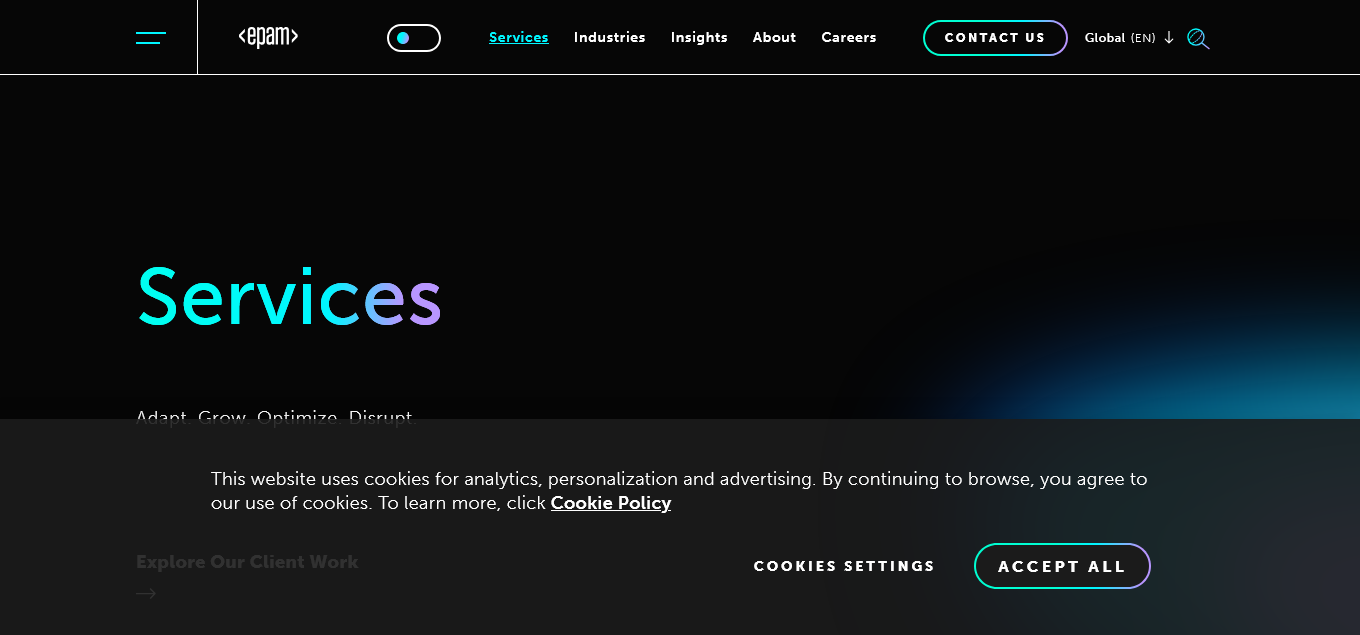 <epam>
Services
Industries
Insights
About
Careers
CONTACT US
Global (EN)
Services
Adapt. Grow. Optimize. Disrupt.
This website uses cookies for analytics, personalization and advertising. By continuing to browse, you agree to
our use of cookies. To learn more, click Cookie Policy
Explore Our Client Work
COOKIES SETTINGS
ACCEPT ALL